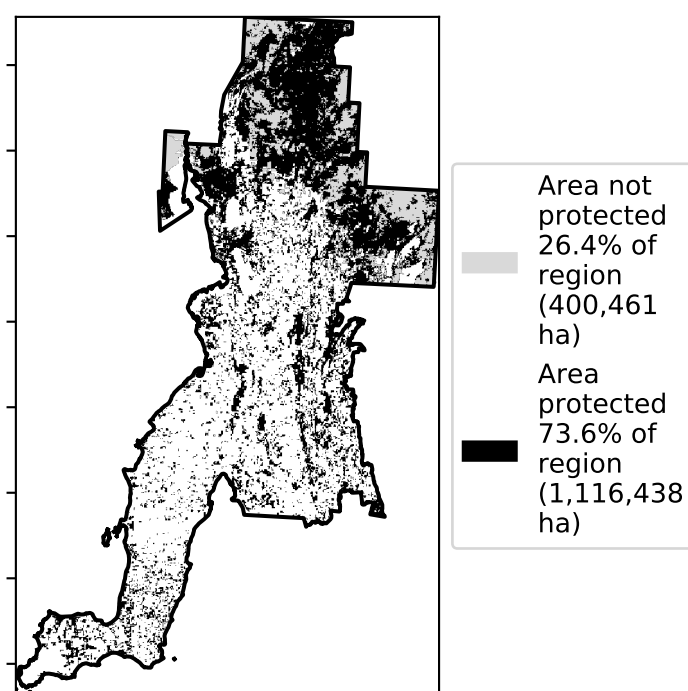 Area not
protected
26.4% of
region
(400,461
ha)
Area
protected
73.6% of
region
(1,116,438
ha)